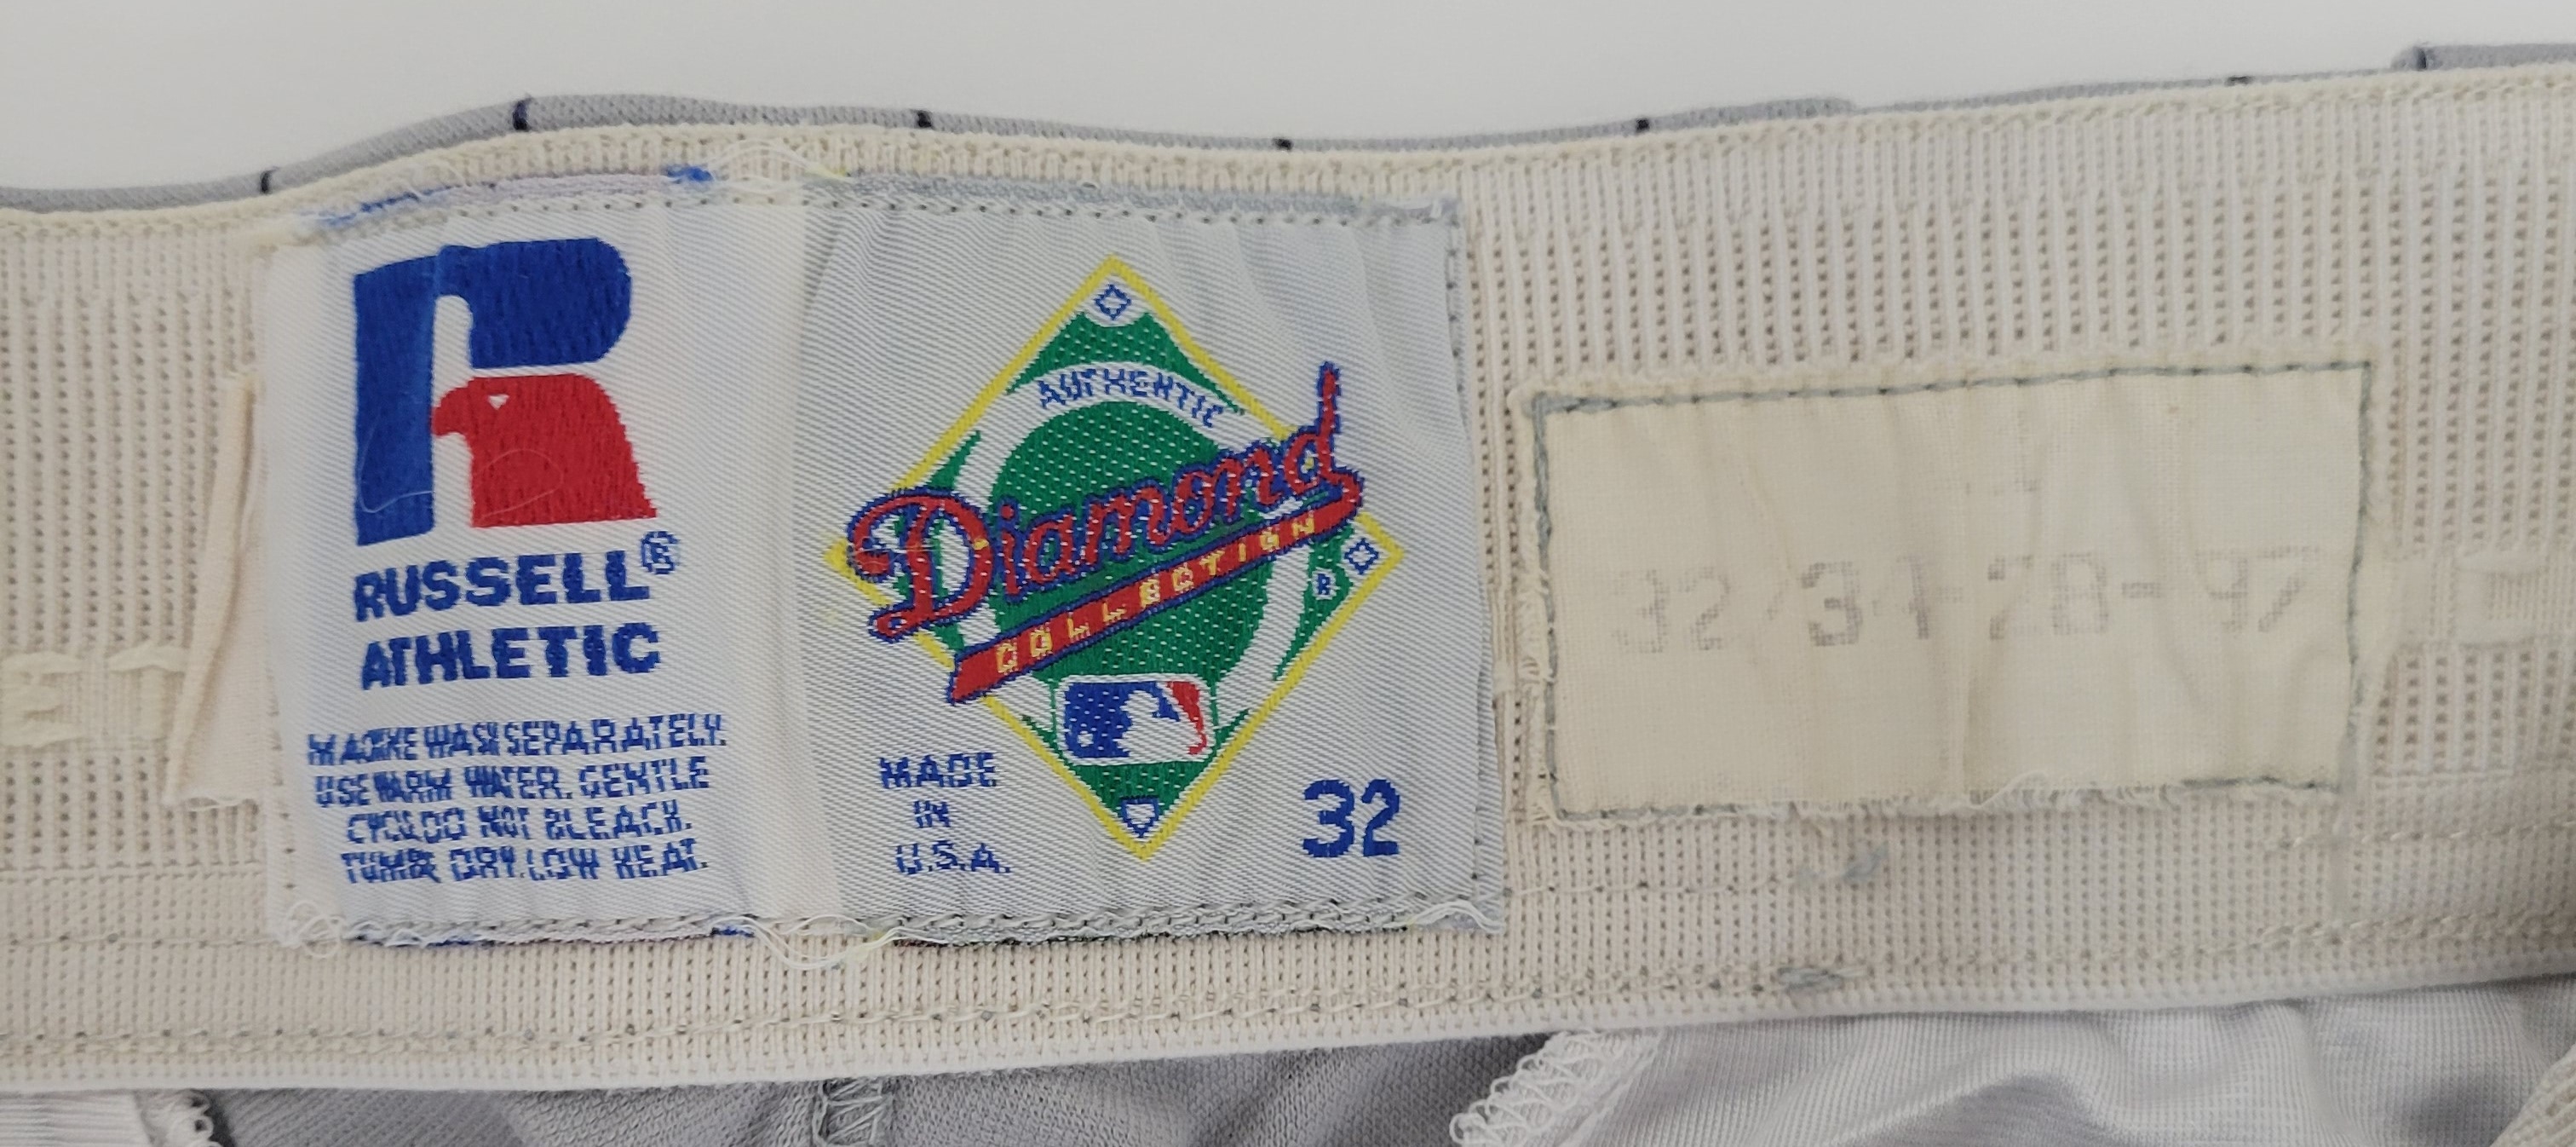 RUSSELL®
ATHLETIC
MACHINE WASH SEPARATELY.
USE WARM WATER, GENTLE
CYCLE DO NOT BLEACH.
TUMBLE DRY, LOW HEAT.
AUTHENTIC
Diamond
COLLECTION
®
MADE
IN
U.S.A.
32
32